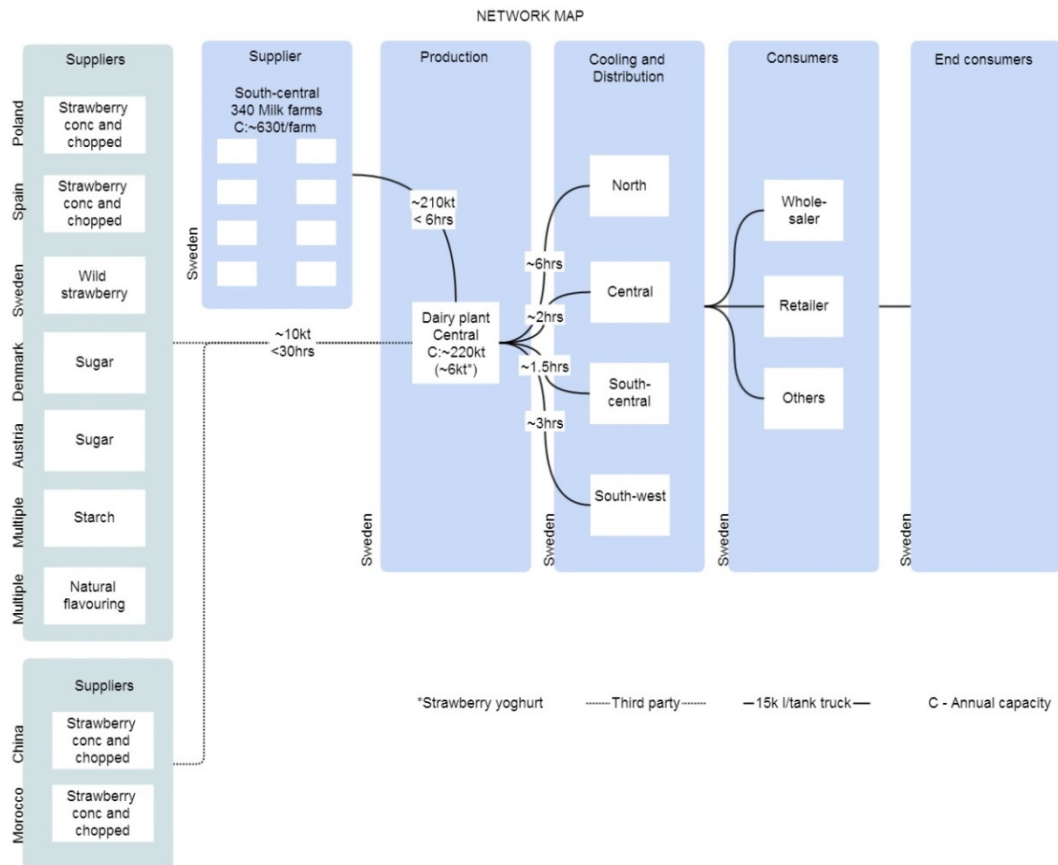 NETWORK MAP
Suppliers
Poland
Strawberry
conc and
chopped
Spain
Strawberry
conc and
chopped
Sweden
Wild
strawberry
Denmark
Sugar
Austria
Sugar
Multiple
Starch
Multiple
Natural
flavouring
Suppliers
China
Strawberry
conc and
chopped
Morocco
Strawberry
conc and
chopped
Supplier
South-central
340 Milk farms
C:~630t/farm
Sweden
~210kt
< 6hrs
~10kt
<30hrs
Production
Dairy plant
Central
C:~220kt
(~6kt*)
Sweden
~6hrs
~2hrs
~1.5hrs
~3hrs
Cooling and
Distribution
North
Central
South-
central
South-west
Sweden
Consumers
Whole-
saler
Retailer
Others
Sweden
End consumers
Sweden
*Strawberry yoghurt
Third party
15k l/tank truck
C - Annual capacity